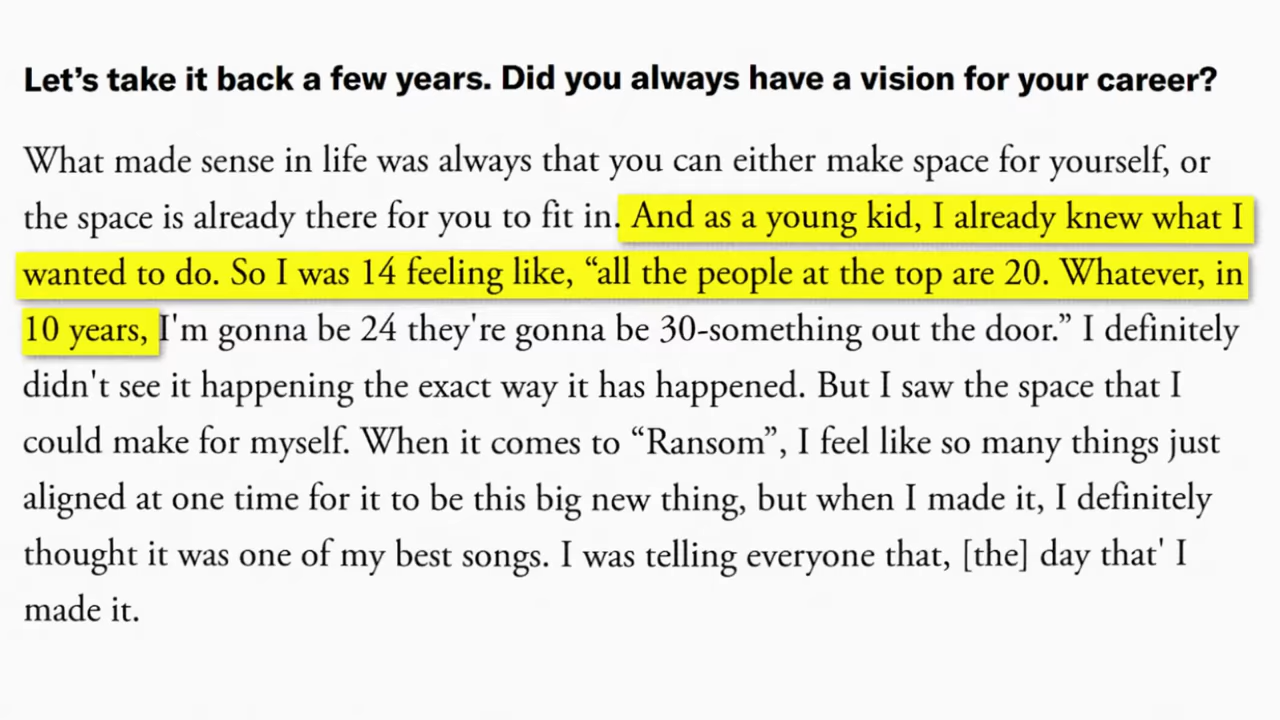 Let’s take it back a few years. Did you always have a vision for your career?
What made sense in life was always that you can either make space for yourself, or
the space is already there for you to fit in. And as a young kid, I already knew what I
wanted to do. So I was 14 feeling like, “all the people at the top are 20. Whatever, in
10 years, I'm gonna be 24 they're gonna be 30-something out the door.” I definitely
didn't see it happening the exact way it has happened. But I saw the space that I
could make for myself. When it comes to “Ransom”, I feel like so many things just
aligned at one time for it to be this big new thing, but when I made it, I definitely
thought it was one of my best songs. I was telling everyone that, [the] day that' I
made it.